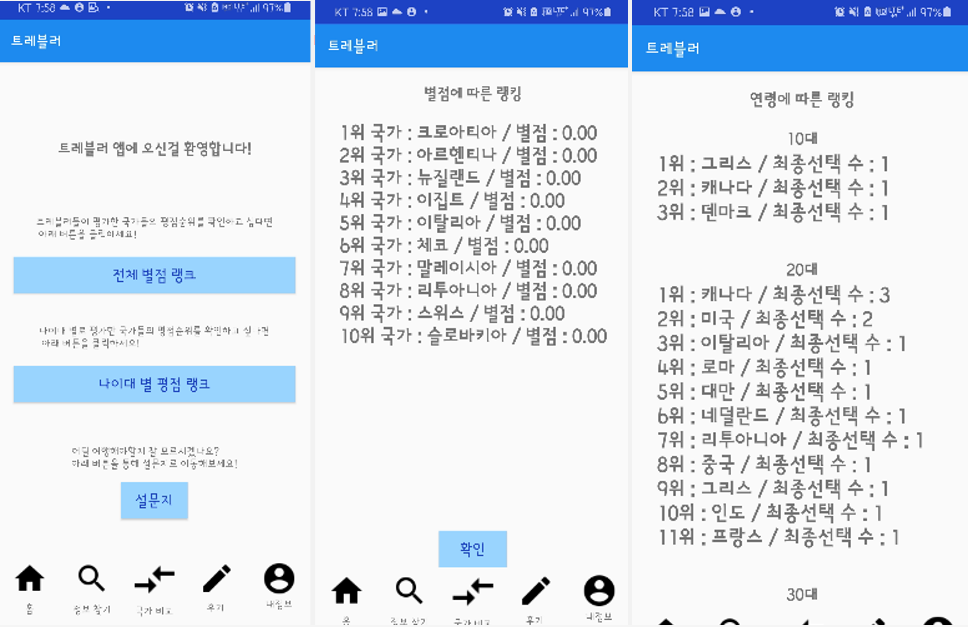 KT 7:58
97%
트레블러
트레블러 앱에 오신걸 환영합니다!
트레블러들이 평가한 국가들의 평점순위를 확인하고 싶다면
아래 버튼을 클릭하세요!
전체 별점 랭크
나이대 별로 평가된 국가들의 평점순위를 확인하고 싶다면
아래 버튼을 클릭하세요!
나이대 별 평점 랭크
어딜 여행해야할지 잘 모르시겠나요?
아래 버튼을 통해 설문지로 이동해보세요!
설문지
홈
정보 찾기
국가 비교
후기
내정보
KT 7:58
97%
트레블러
별점에 따른 랭킹
1위 국가 : 크로아티아 / 별점 : 0.00
2위 국가 : 아르헨티나 / 별점 : 0.00
3위 국가 : 뉴질랜드 / 별점 : 0.00
4위 국가 : 이집트 / 별점 : 0.00
5위 국가 : 이탈리아 / 별점 : 0.00
6위 국가 : 체코 / 별점 : 0.00
7위 국가 : 말레이시아 / 별점 : 0.00
8위 국가 : 리투아니아 / 별점 : 0.00
9위 국가 : 스위스 / 별점 : 0.00
10위 국가 : 슬로바키아 / 별점 : 0.00
확인
홈
정보 찾기
국가 비교
후기
내정보
KT 7:58
97%
트레블러
연령에 따른 랭킹
10대
1위 : 그리스 / 최종선택 수 : 1
2위 : 캐나다 / 최종선택 수 : 1
3위 : 덴마크 / 최종선택 수 : 1
20대
1위 : 캐나다 / 최종선택 수 : 3
2위 : 미국 / 최종선택 수 : 2
3위 : 이탈리아 / 최종선택 수 : 1
4위 : 로마 / 최종선택 수 : 1
5위 : 대만 / 최종선택 수 : 1
6위 : 네덜란드 / 최종선택 수 : 1
7위 : 리투아니아 / 최종선택 수 : 1
8위 : 중국 / 최종선택 수 : 1
9위 : 그리스 / 최종선택 수 : 1
10위 : 인도 / 최종선택 수 : 1
11위 : 프랑스 / 최종선택 수 : 1
30대